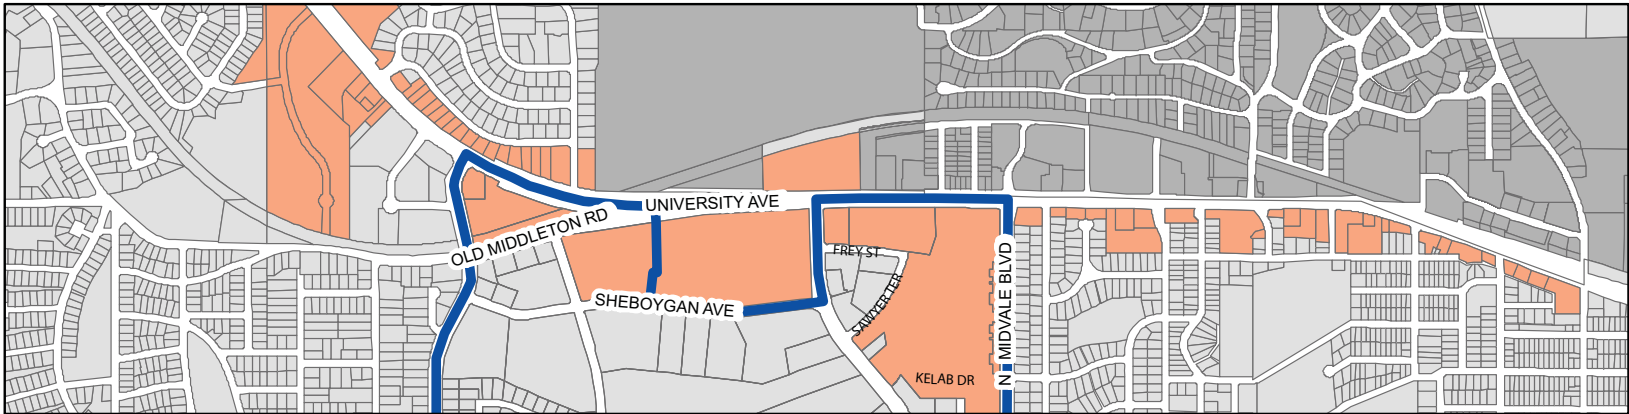 UNIVERSITY AVE
OLD MIDDLETON RD
FREY ST
SHEBOYGAN AVE
SAWYER TER
N MIDVALE BLVD
KELAB DR